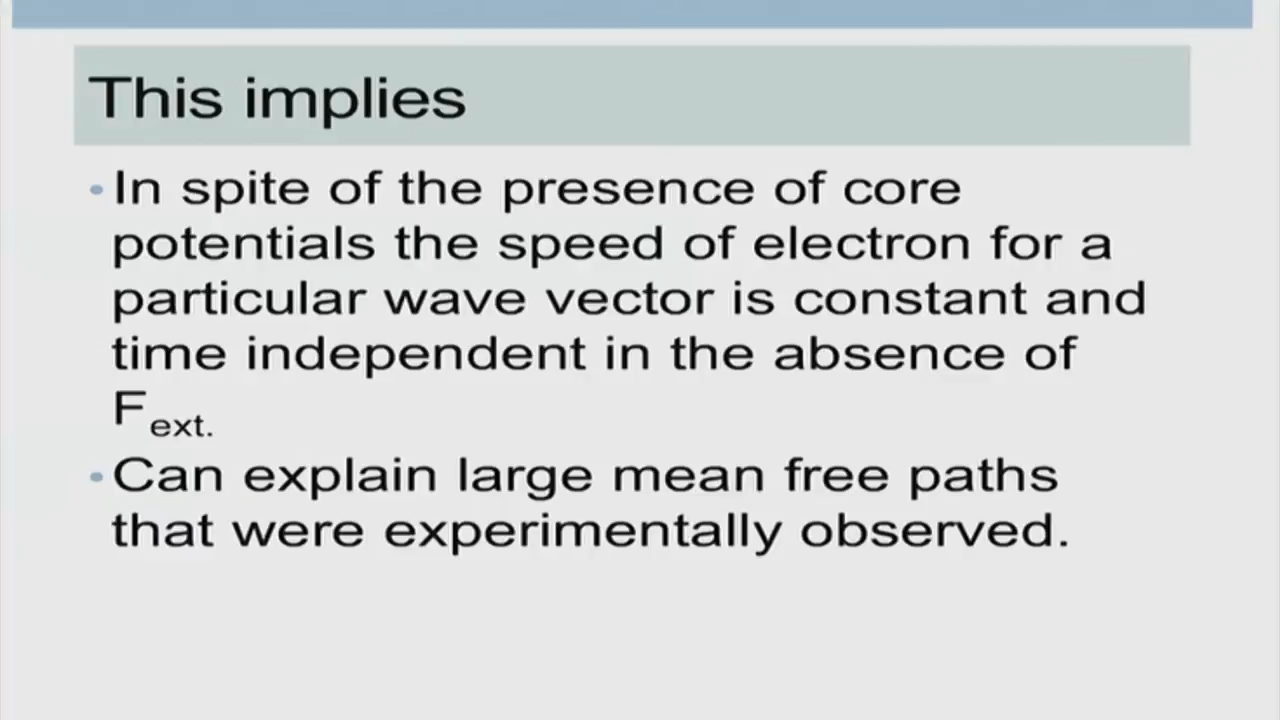 This implies
• In spite of the presence of core
potentials the speed of electron for a
particular wave vector is constant and
time independent in the absence of
Fext.
• Can explain large mean free paths
that were experimentally observed.